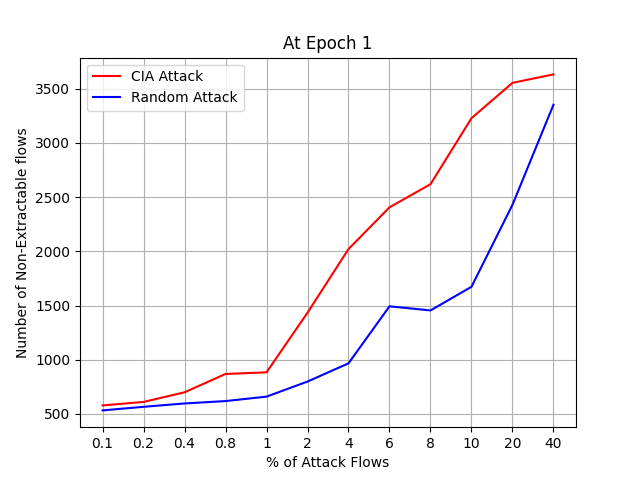 At Epoch 1
CIA Attack
Random Attack
Number of Non-Extractable flows
3500
3000
2500
2000
1500
1000
500
0.1 0.2 0.4 0.8 1 2 4 6 8 10 20 40
% of Attack Flows